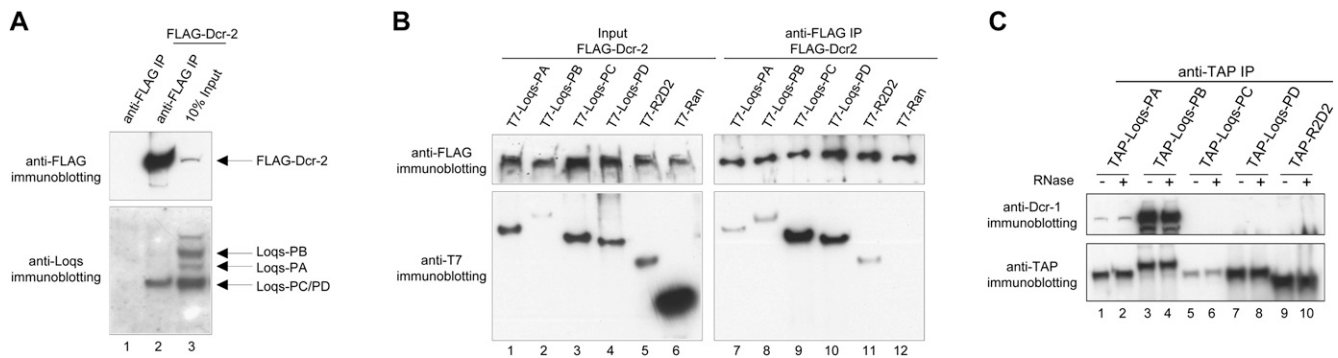 A
FLAG-Dcr-2
anti-FLAG IP
anti-FLAG IP
10% Input
anti-FLAG
immunoblotting
FLAG-Dcr-2
anti-Loqs
immunoblotting
Loqs-PB
Loqs-PA
Loqs-PC/PD
1 2 3
B
Input
FLAG-Dcr-2
anti-FLAG IP
FLAG-Dcr2
T7-Loqs-PA
T7-Loqs-PB
T7-Loqs-PC
T7-Loqs-PD
T7-R2D2
T7-Ran
T7-Loqs-PA
T7-Loqs-PB
T7-Loqs-PC
T7-Loqs-PD
T7-R2D2
T7-Ran
anti-FLAG
immunoblotting
anti-T7
immunoblotting
1 2 3 4 5 6 7 8 9 10 11 12
C
anti-TAP IP
TAP-Loqs-PA
TAP-Loqs-PB
TAP-Loqs-PC
TAP-Loqs-PD
TAP-R2D2
RNase - + - + - + - + - +
anti-Dcr-1
immunoblotting
anti-TAP
immunoblotting
1 2 3 4 5 6 7 8 9 10